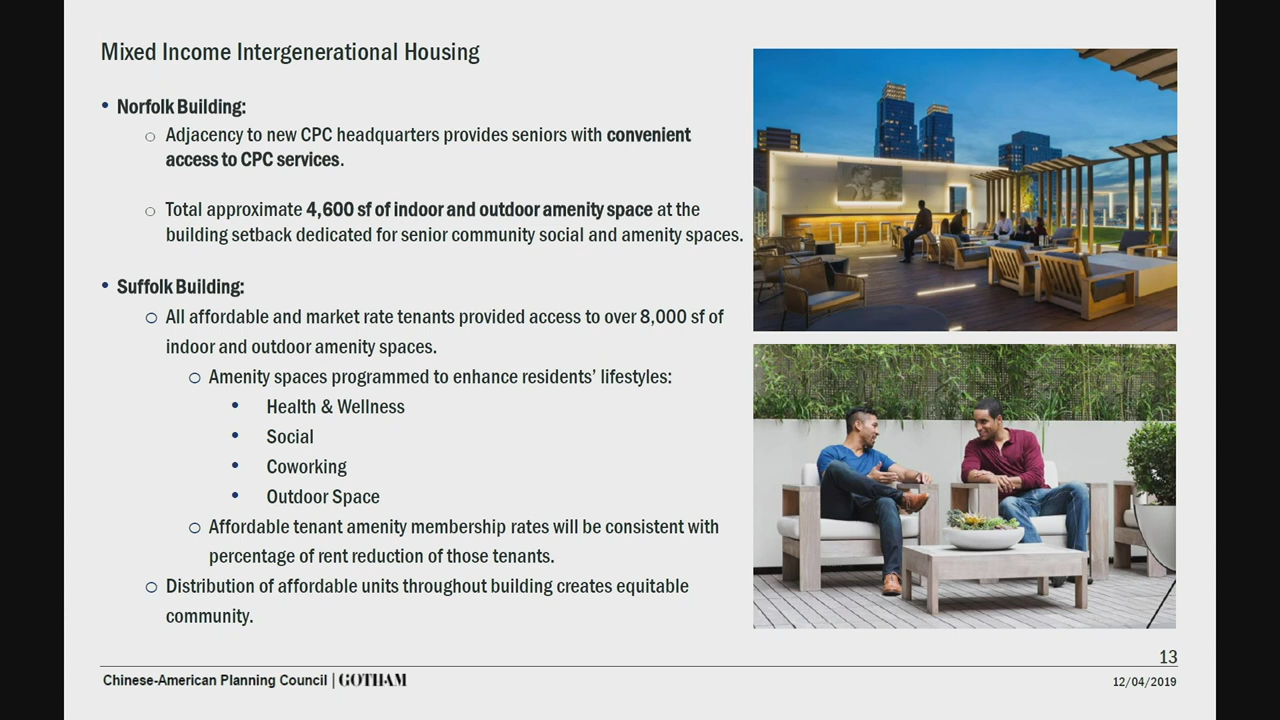 Mixed Income Intergenerational Housing
• Norfolk Building:
○ Adjacency to new CPC headquarters provides seniors with convenient
access to CPC services.
○ Total approximate 4,600 sf of indoor and outdoor amenity space at the
building setback dedicated for senior community social and amenity spaces.
• Suffolk Building:
○ All affordable and market rate tenants provided access to over 8,000 sf of
indoor and outdoor amenity spaces.
○ Amenity spaces programmed to enhance residents’ lifestyles:
• Health & Wellness
• Social
• Coworking
• Outdoor Space
○ Affordable tenant amenity membership rates will be consistent with
percentage of rent reduction of those tenants.
○ Distribution of affordable units throughout building creates equitable
community.
13
Chinese-American Planning Council | GOTHAM
12/04/2019